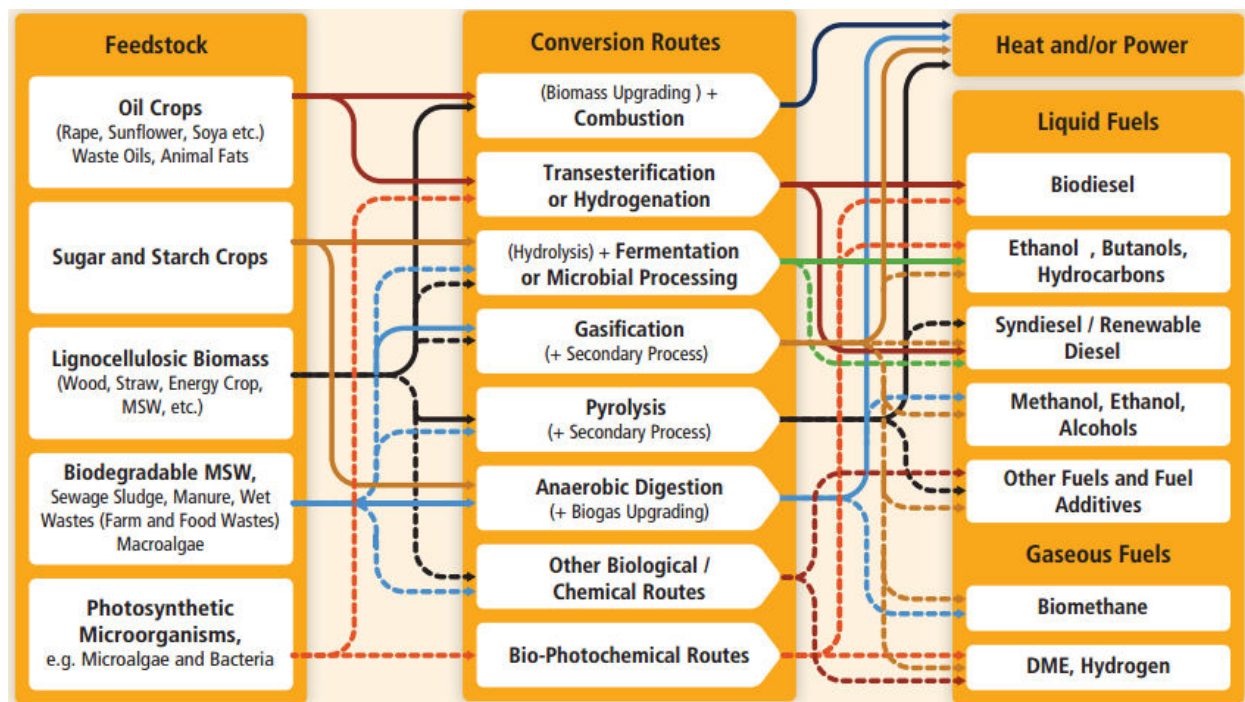 Feedstock
Oil Crops
(Rape, Sunflower, Soya etc.)
Waste Oils, Animal Fats
Sugar and Starch Crops
Lignocellulosic Biomass
(Wood, Straw, Energy Crop,
MSW, etc.)
Biodegradable MSW,
Sewage Sludge, Manure, Wet
Wastes (Farm and Food Wastes)
Macroalgae
Photosynthetic
Microorganisms,
e.g. Microalgae and Bacteria
Conversion Routes
(Biomass Upgrading ) +
Combustion
Transesterification
or Hydrogenation
(Hydrolysis) + Fermentation
or Microbial Processing
Gasification
(+ Secondary Process)
Pyrolysis
(+ Secondary Process)
Anaerobic Digestion
(+ Biogas Upgrading)
Other Biological /
Chemical Routes
Bio-Photochemical Routes
Heat and/or Power
Liquid Fuels
Biodiesel
Ethanol , Butanols,
Hydrocarbons
Syndiesel / Renewable
Diesel
Methanol, Ethanol,
Alcohols
Other Fuels and Fuel
Additives
Gaseous Fuels
Biomethane
DME, Hydrogen